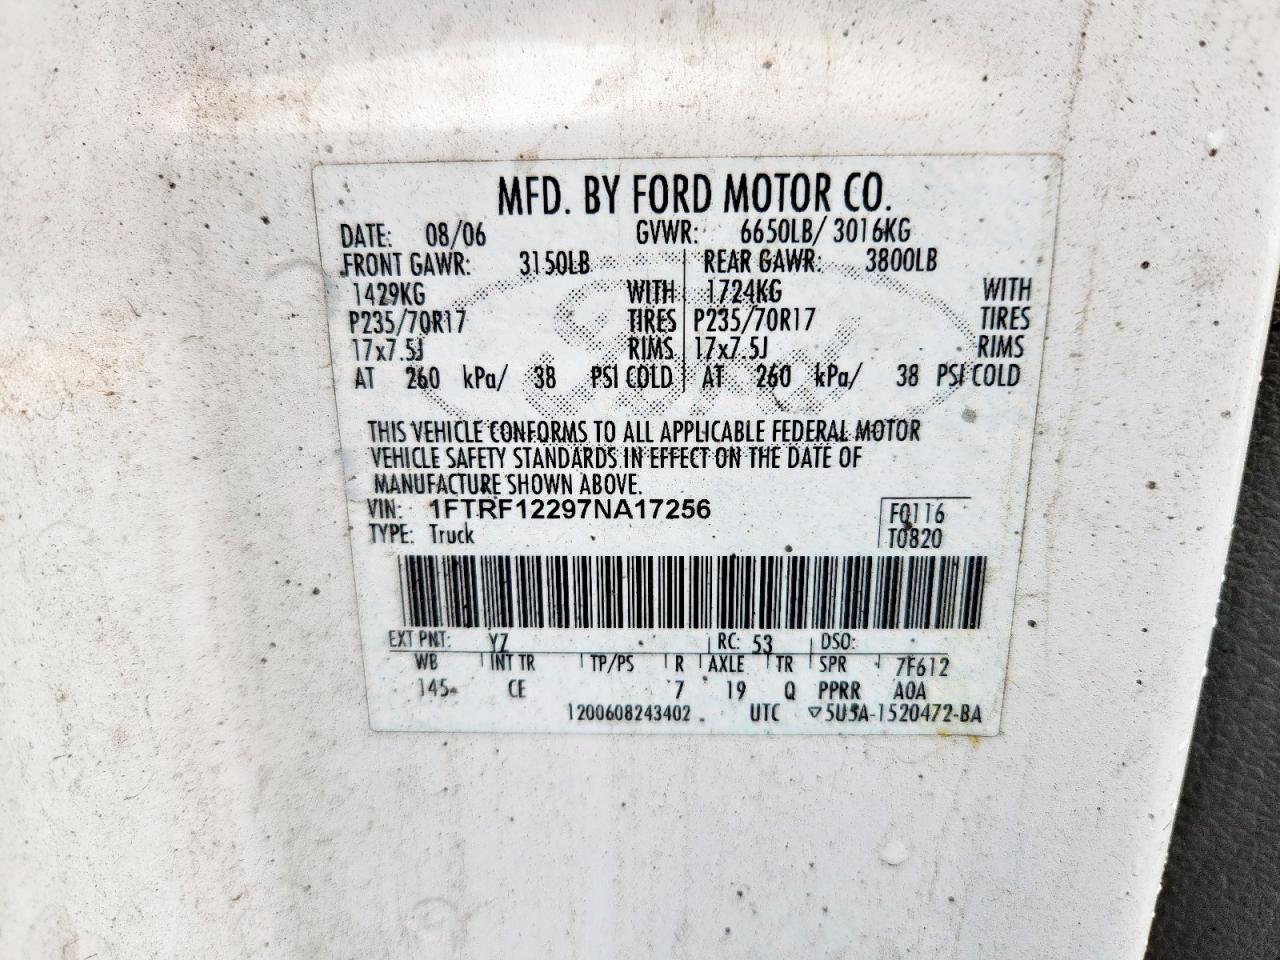 MFD. BY FORD MOTOR CO.
DATE: 08/06 GVWR: 6650LB/ 3016KG
FRONT GAWR: 3150LB REAR GAWR: 3800LB
1429KG WITH 1724KG WITH
P235/70R17 TIRES P235/70R17 TIRES
17x7.5J RIMS 17x7.5J RIMS
AT 260 kPa/ 38 PSI COLD AT 260 kPa/ 38 PSI COLD
THIS VEHICLE CONFORMS TO ALL APPLICABLE FEDERAL MOTOR
VEHICLE SAFETY STANDARDS IN EFFECT ON THE DATE OF
MANUFACTURE SHOWN ABOVE.
VIN: 1FTRF12297NA17256 F0116
TYPE: Truck T0820
EXT PNT: YZ RC: 53 DSO:
WB INT TR TP/PS R AXLE TR SPR 7F612
145 CE 7 19 Q PPRR A0A
1200608243402 UTC ▽5U5A-1520472-BA
Ford